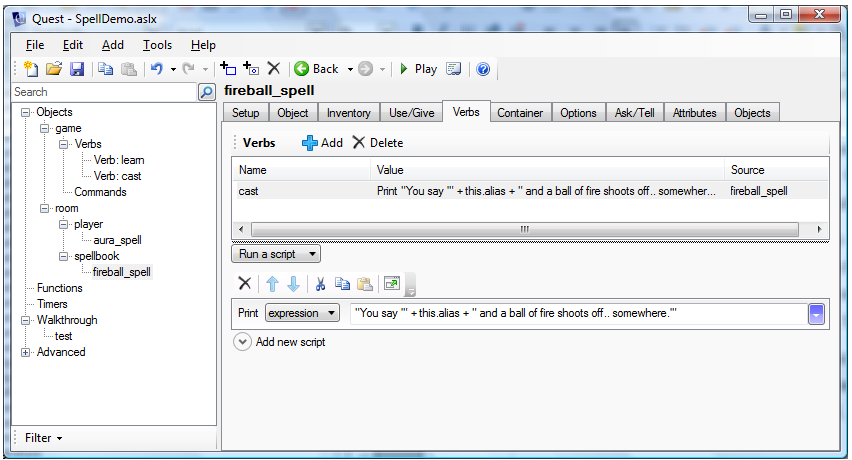 Quest - SpellDemo.aslx
File Edit Add Tools Help
Back Play
Search
fireball_spell
Objects
game
Verbs
Verb: learn
Verb: cast
Commands
room
player
aura_spell
spellbook
fireball_spell
Functions
Timers
Walkthrough
test
Advanced
Filter
Setup Object Inventory Use/Give Verbs Container Options Ask/Tell Attributes Objects
Verbs Add Delete
Name Value Source
cast Print "You say '" + this.alias + " and a ball of fire shoots off.. somewher... fireball_spell
Run a script
Print expression "You say '" + this.alias + " and a ball of fire shoots off.. somewhere.'"
Add new script